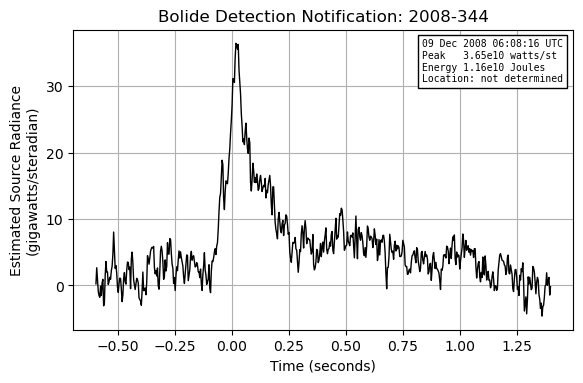 Bolide Detection Notification: 2008-344
09 Dec 2008 06:08:16 UTC
Peak   3.65e10 watts/st
Energy 1.16e10 Joules
Location: not determined
Estimated Source Radiance
(gigawatts/steradian)
30
20
10
0
−0.50 −0.25 0.00 0.25 0.50 0.75 1.00 1.25
Time (seconds)